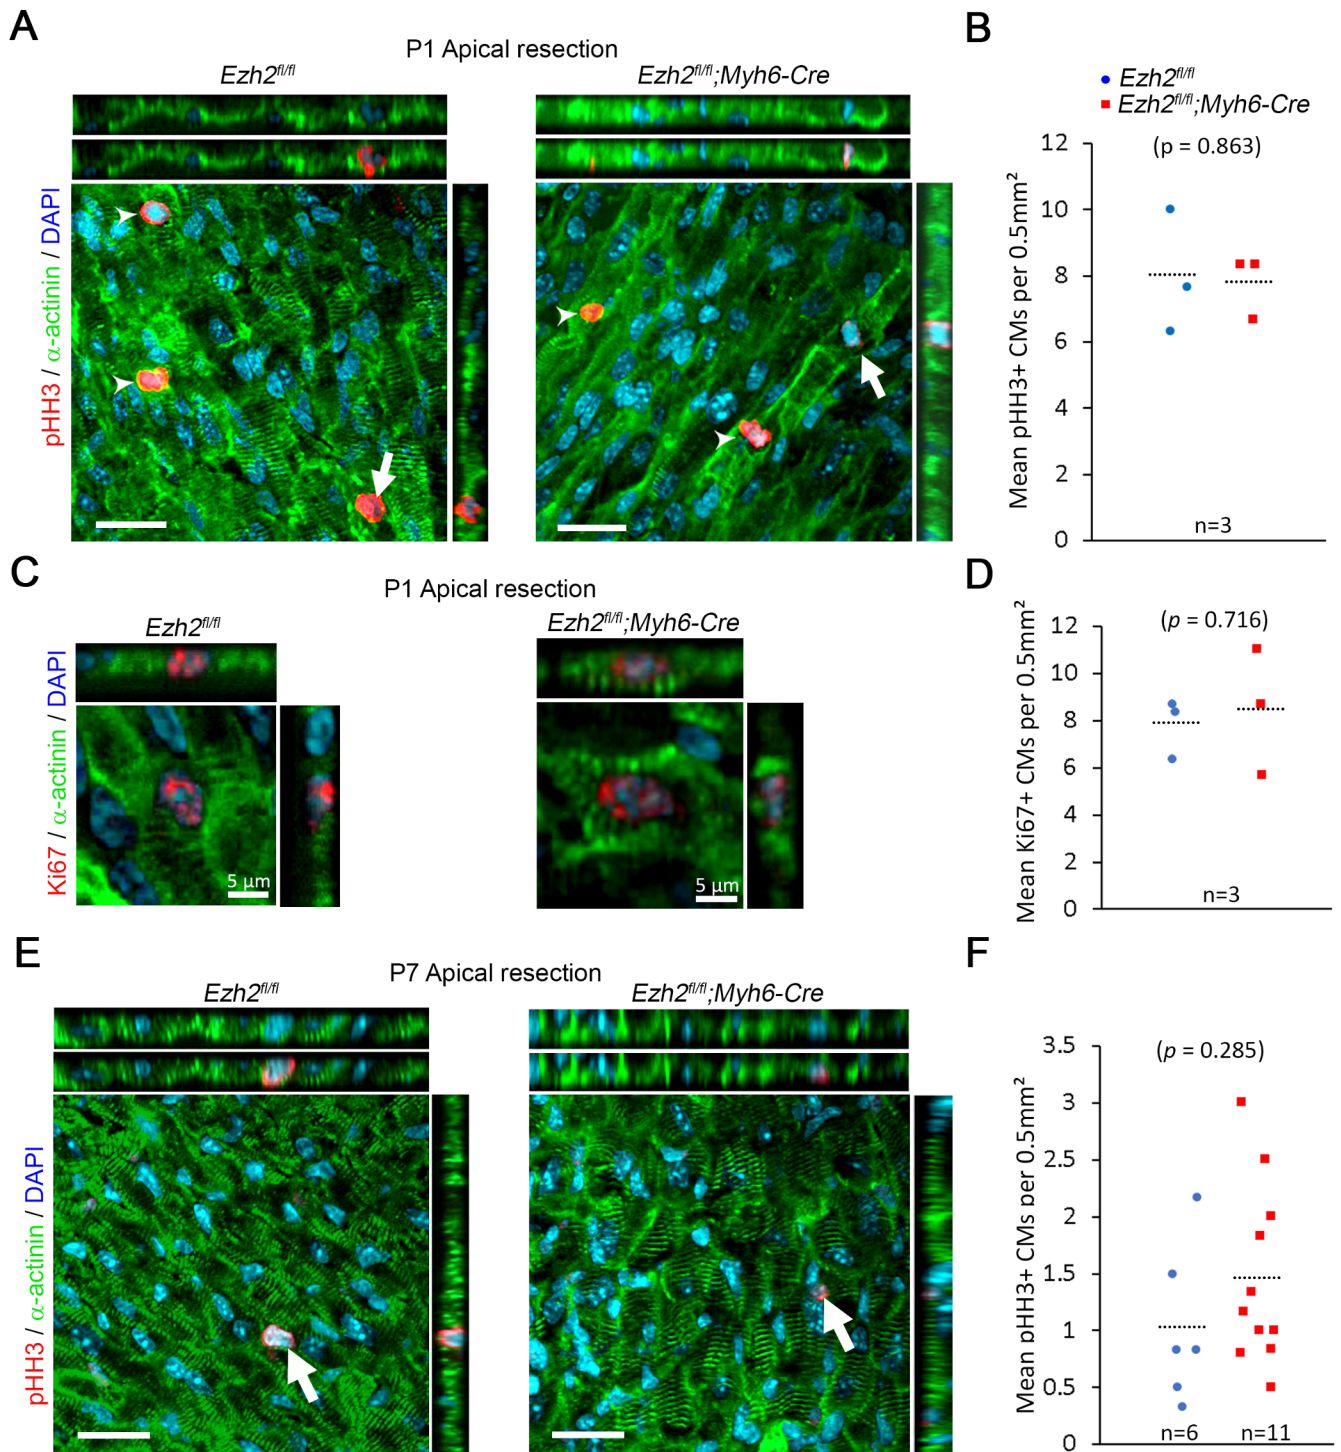 A
P1 Apical resection
Ezh2fl/fl
Ezh2fl/fl;Myh6-Cre
pHH3 / α-actinin / DAPI
B
Ezh2fl/fl
Ezh2fl/fl;Myh6-Cre
(p = 0.863)
Mean pHH3+ CMs per 0.5mm²
12
10
8
6
4
2
0
n=3
C
P1 Apical resection
Ezh2fl/fl
Ezh2fl/fl;Myh6-Cre
Ki67 / α-actinin / DAPI
5 µm
5 µm
D
(p = 0.716)
Mean Ki67+ CMs per 0.5mm²
12
10
8
6
4
2
0
n=3
E
P7 Apical resection
Ezh2fl/fl
Ezh2fl/fl;Myh6-Cre
pHH3 / α-actinin / DAPI
F
(p = 0.285)
Mean pHH3+ CMs per 0.5mm²
3.5
3
2.5
2
1.5
1
0.5
0
n=6
n=11